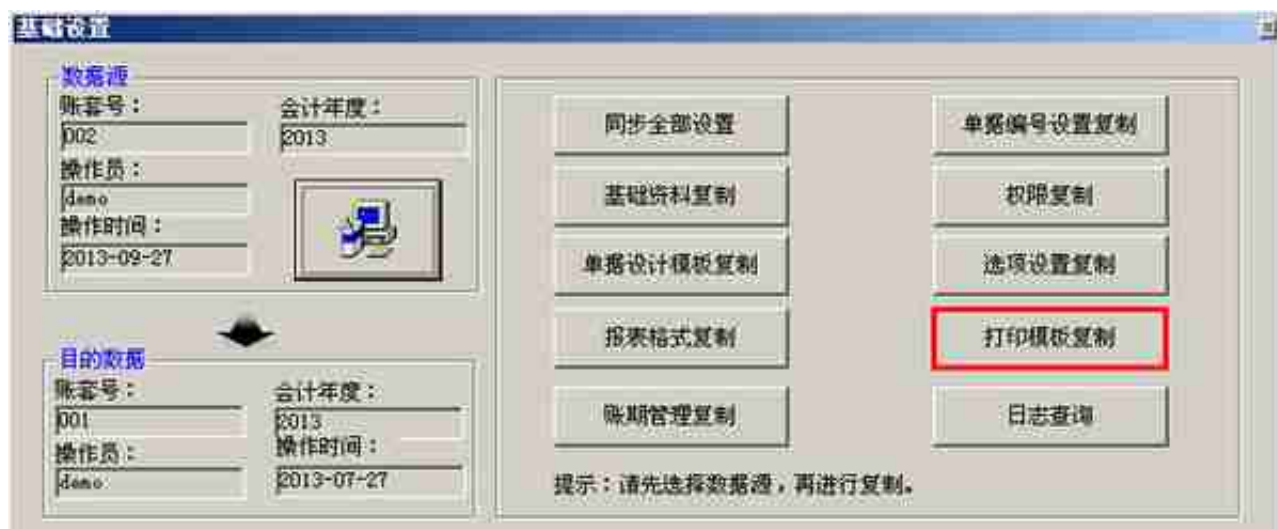 基础设置
数据源
账套号：
会计年度：
002
2013
操作员：
demo
操作时间：
2013-09-27
目的数据
账套号：
会计年度：
001
2013
操作员：
操作时间：
demo
2013-07-27
同步全部设置
单据编号设置复制
基础资料复制
权限复制
单据设计模板复制
选项设置复制
报表格式复制
打印模板复制
账期管理复制
日志查询
提示：请先选择数据源，再进行复制。